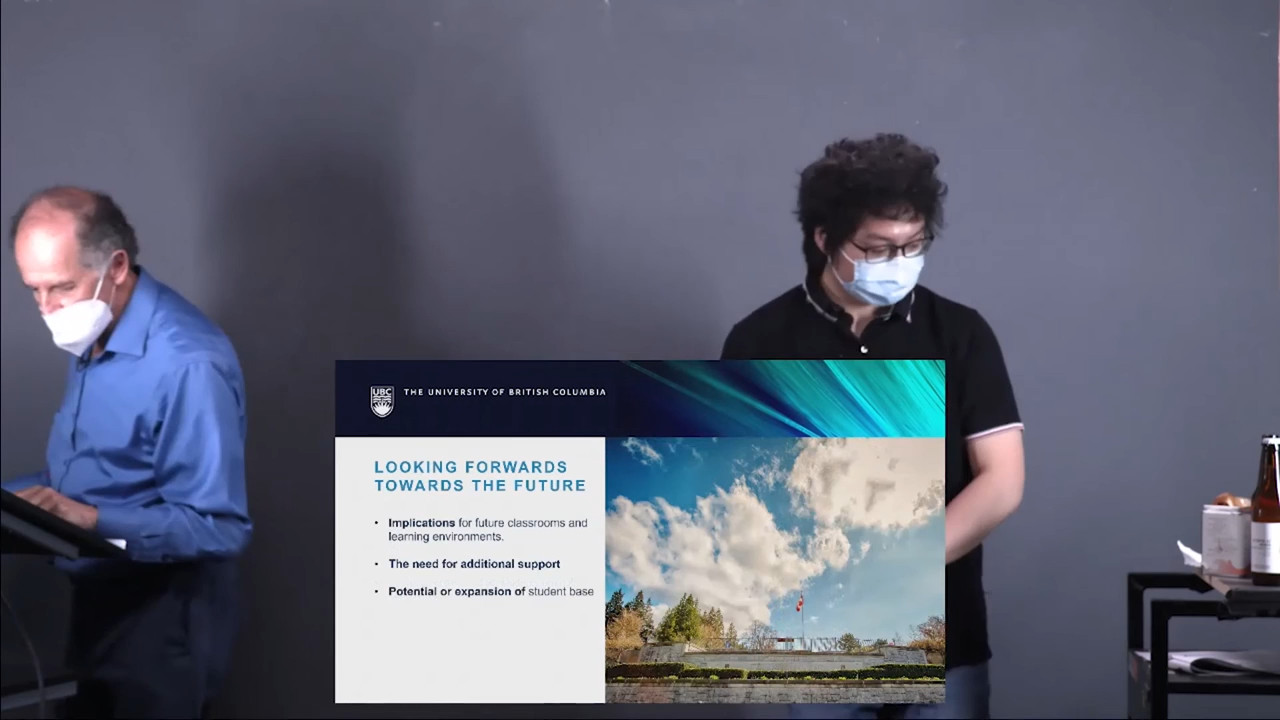 UBC
THE UNIVERSITY OF BRITISH COLUMBIA
LOOKING FORWARDS
TOWARDS THE FUTURE
• Implications for future classrooms and
learning environments.
• The need for additional support
• Potential or expansion of student base